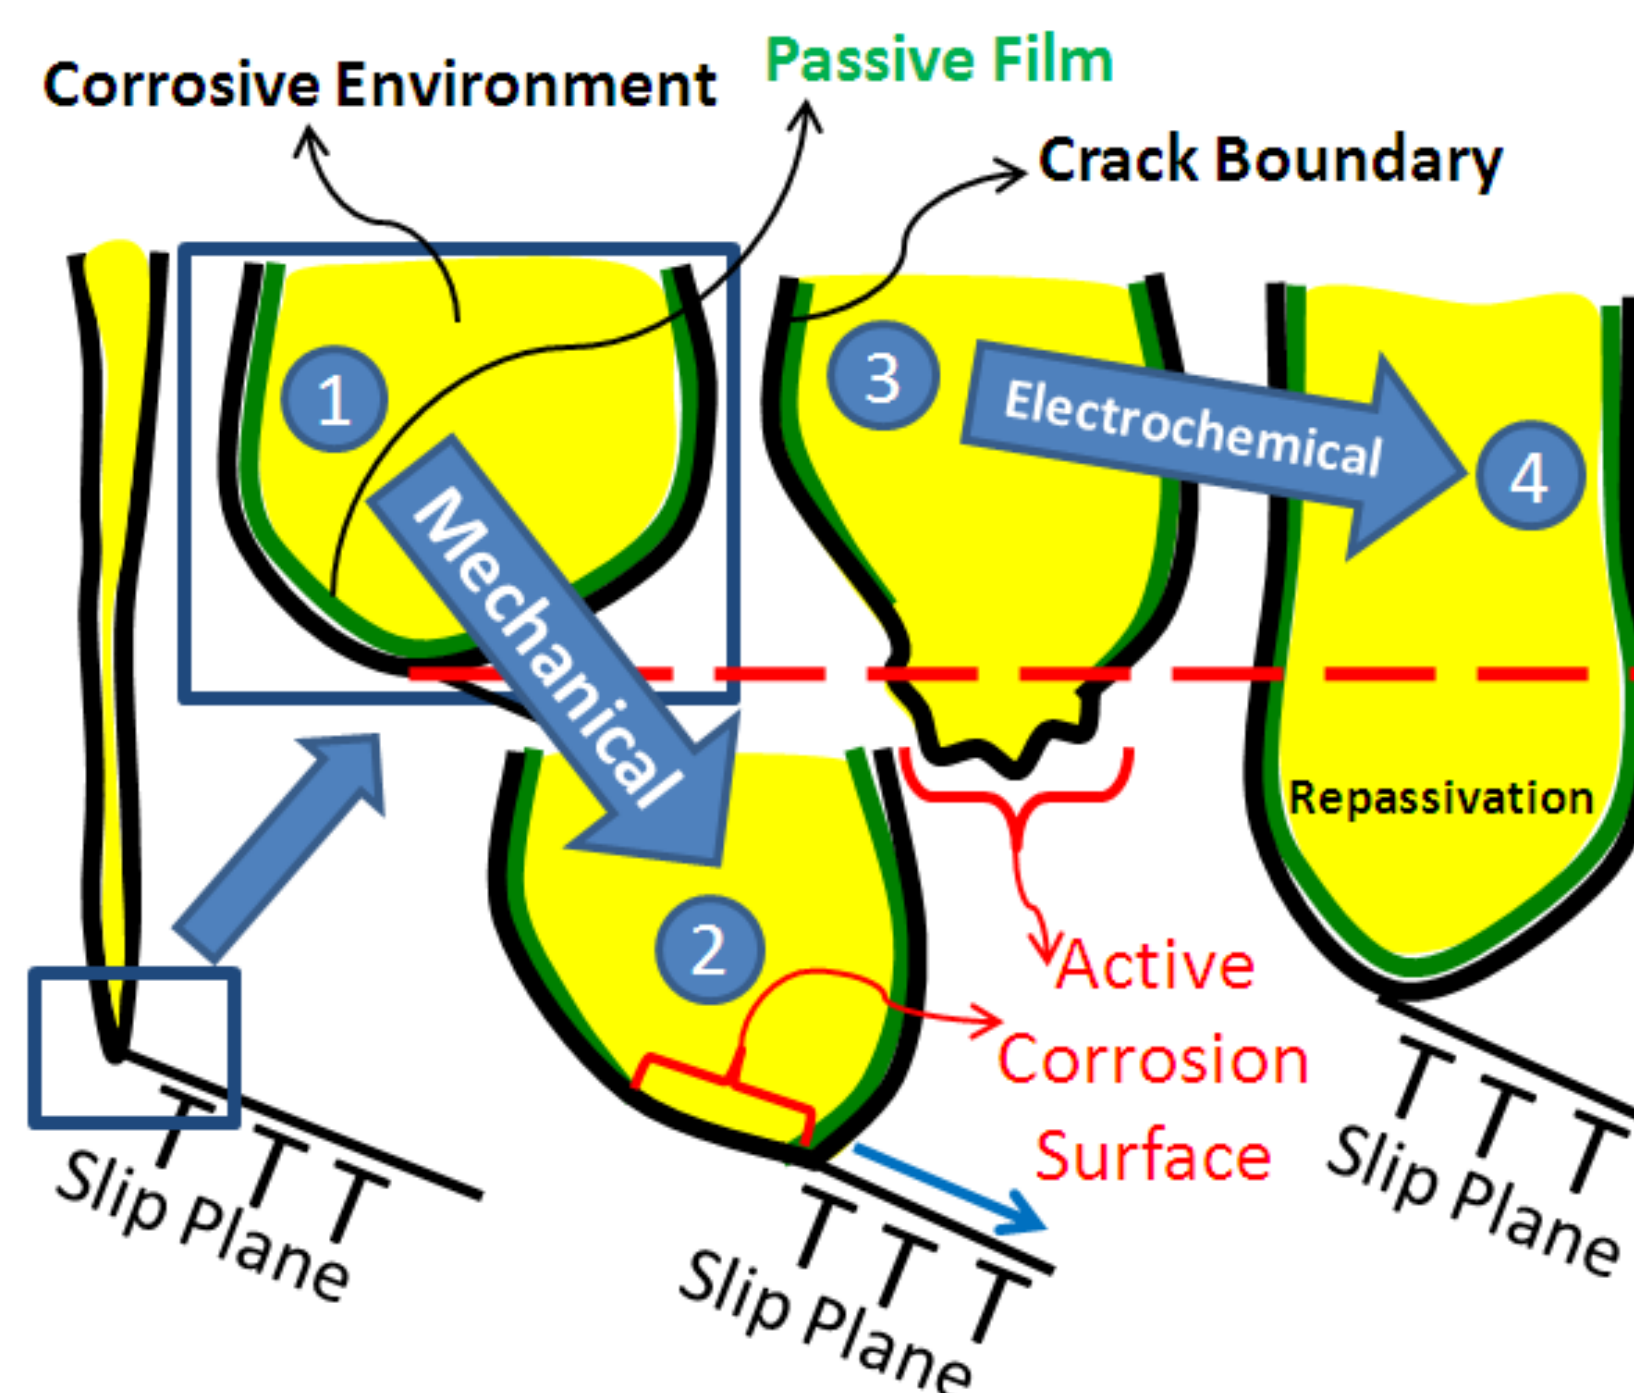 Corrosive Environment
Passive Film
Crack Boundary
1
3
Electrochemical
4
Mechanical
Repassivation
2
Active
Corrosion
Surface
Slip Plane
Slip Plane
Slip Plane